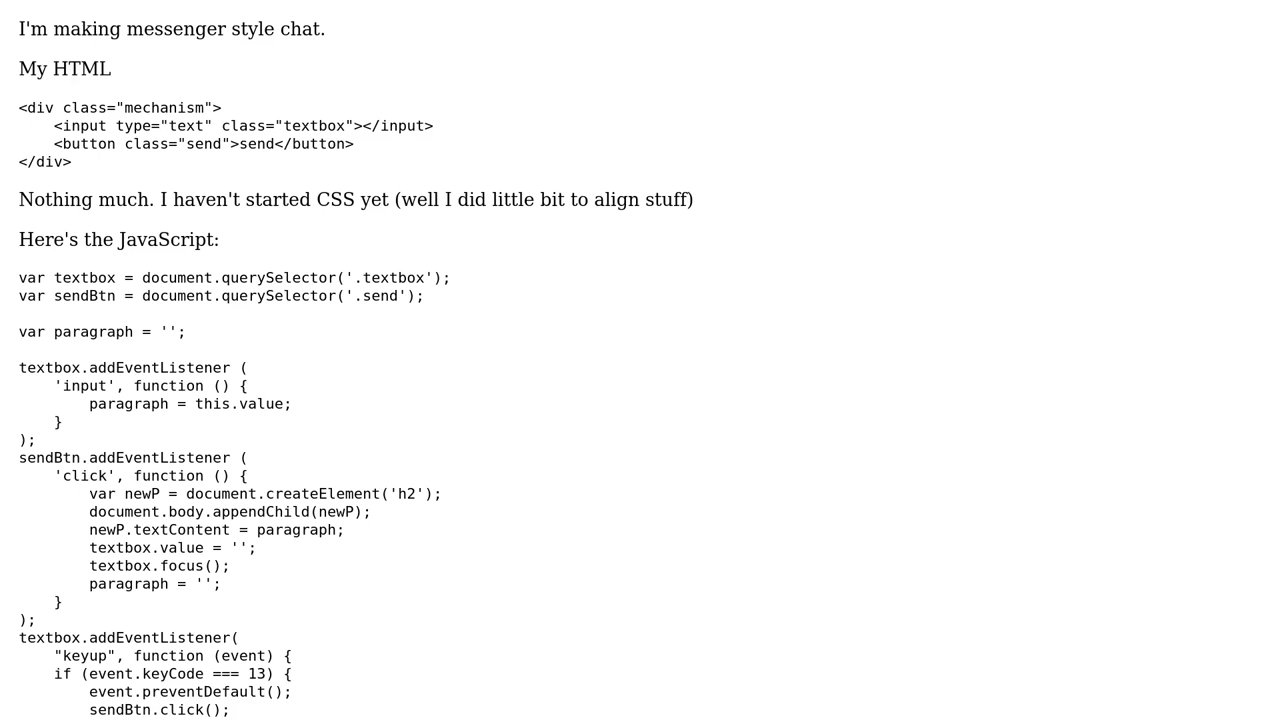 I'm making messenger style chat.
My HTML
<div class="mechanism">
    <input type="text" class="textbox"></input>
    <button class="send">send</button>
</div>
Nothing much. I haven't started CSS yet (well I did little bit to align stuff)
Here's the JavaScript:
var textbox = document.querySelector('.textbox');
var sendBtn = document.querySelector('.send');
var paragraph = '';
textbox.addEventListener (
    'input', function () {
        paragraph = this.value;
    }
);
sendBtn.addEventListener (
    'click', function () {
        var newP = document.createElement('h2');
        document.body.appendChild(newP);
        newP.textContent = paragraph;
        textbox.value = '';
        textbox.focus();
        paragraph = '';
    }
);
textbox.addEventListener(
    "keyup", function (event) {
    if (event.keyCode === 13) {
        event.preventDefault();
        sendBtn.click();